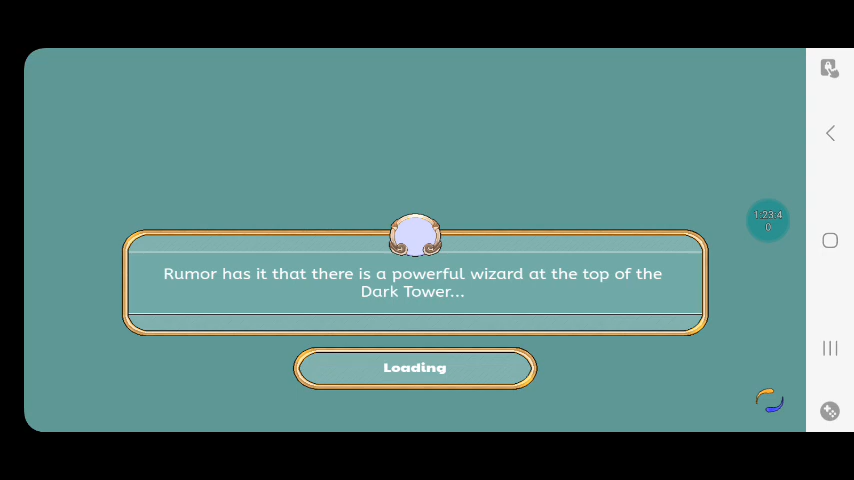 1:23:4
0
Rumor has it that there is a powerful wizard at the top of the
Dark Tower...
Loading